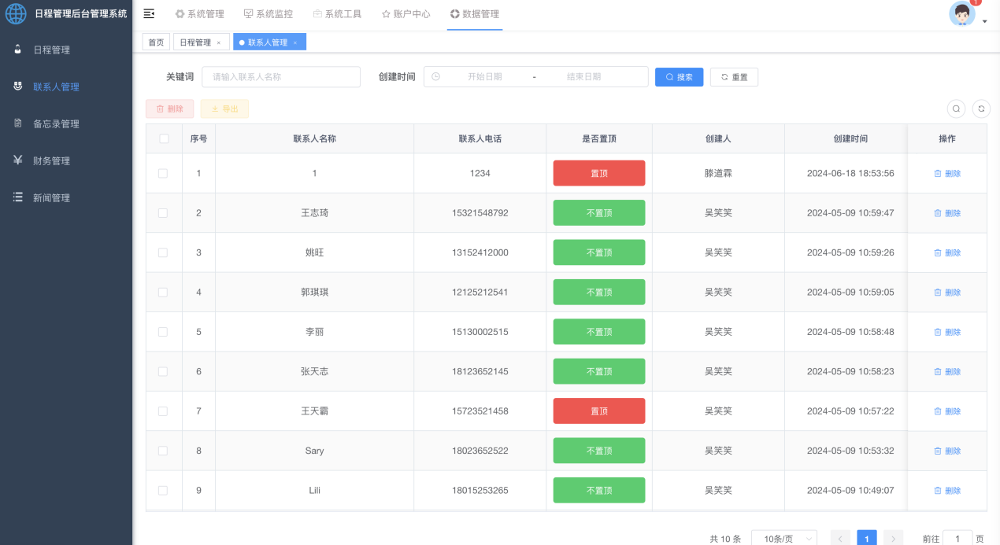 日程管理后台管理系统
系统管理 系统监控 系统工具 账户中心 数据管理 1
首页 日程管理 × 联系人管理 ×
日程管理
联系人管理
备忘录管理
财务管理
新闻管理
关键词 请输入联系人名称 创建时间 开始日期 - 结束日期 搜索 重置
删除 导出
序号 联系人名称 联系人电话 是否置顶 创建人 创建时间 操作
1 1 1234 置顶 滕道霖 2024-06-18 18:53:56 删除
2 王志琦 15321548792 不置顶 吴笑笑 2024-05-09 10:59:47 删除
3 姚旺 13152412000 不置顶 吴笑笑 2024-05-09 10:59:26 删除
4 郭琪琪 12125212541 不置顶 吴笑笑 2024-05-09 10:59:05 删除
5 李丽 15130002515 不置顶 吴笑笑 2024-05-09 10:58:48 删除
6 张天志 18123652145 不置顶 吴笑笑 2024-05-09 10:58:23 删除
7 王天霸 15723521458 置顶 吴笑笑 2024-05-09 10:57:22 删除
8 Sary 18023652522 不置顶 吴笑笑 2024-05-09 10:53:32 删除
9 Lili 18015253265 不置顶 吴笑笑 2024-05-09 10:49:07 删除
共 10 条 10条/页 < 1 > 前往 1 页